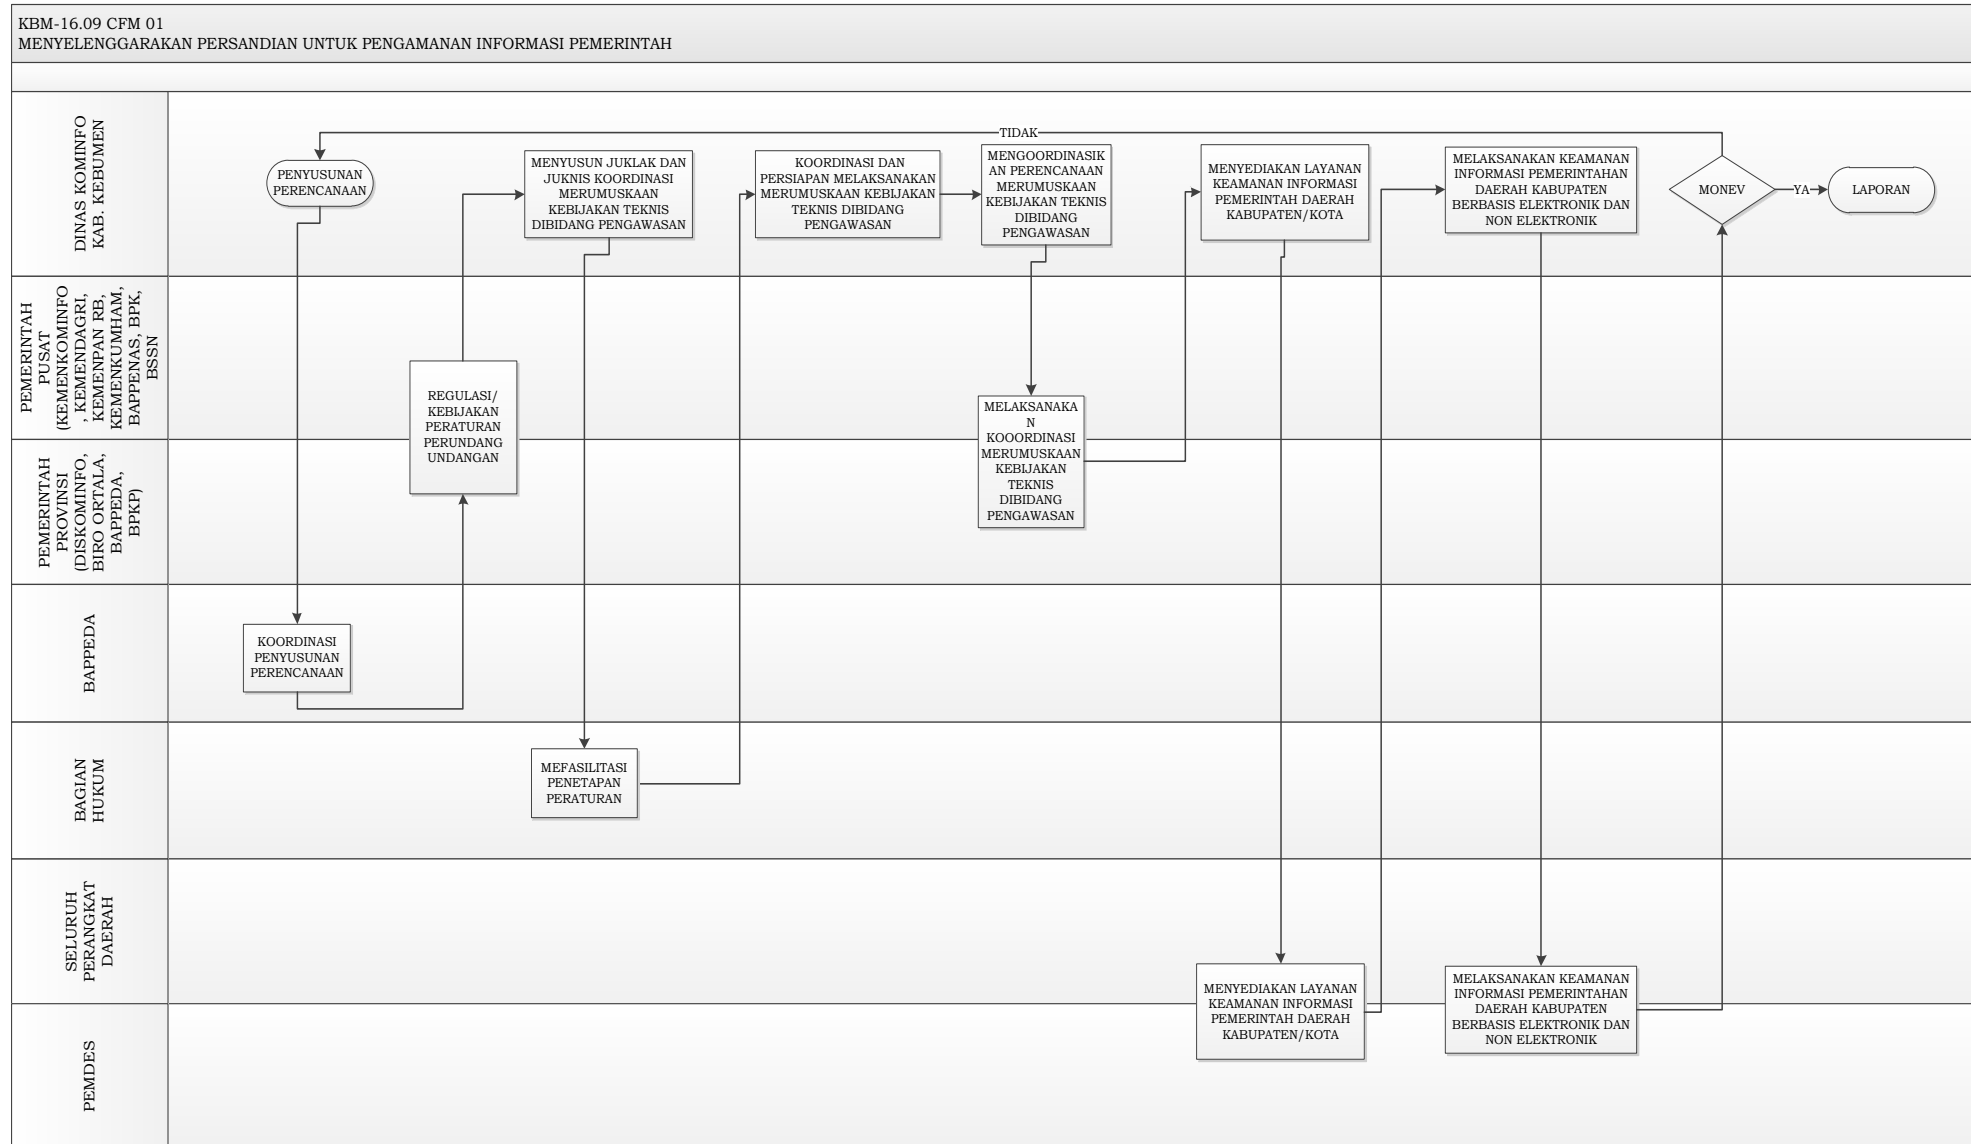 KBM-16.09 CFM 01
MENYELENGGARAKAN PERSANDIAN UNTUK PENGAMANAN INFORMASI PEMERINTAH
DINAS KOMINFO
KAB. KEBUMEN
PENYUSUNAN
PERENCANAAN
MENYUSUN JUKLAK DAN
JUKNIS KOORDINASI
MERUMUSKAAN
KEBIJAKAN TEKNIS
DIBIDANG PENGAWASAN
KOORDINASI DAN
PERSIAPAN MELAKSANAKAN
MERUMUSKAAN KEBIJAKAN
TEKNIS DIBIDANG
PENGAWASAN
TIDAK
MENGOORDINASIK
AN PERENCANAAN
MERUMUSKAAN
KEBIJAKAN TEKNIS
DIBIDANG
PENGAWASAN
MENYEDIAKAN LAYANAN
KEAMANAN INFORMASI
PEMERINTAH DAERAH
KABUPATEN/KOTA
MELAKSANAKAN KEAMANAN
INFORMASI PEMERINTAHAN
DAERAH KABUPATEN
BERBASIS ELEKTRONIK DAN
NON ELEKTRONIK
MONEV
YA
LAPORAN
PEMERINTAH
PUSAT
(KEMENKOMINFO
, KEMENDAGRI,
KEMENPAN RB,
KEMENKUMHAM,
BAPPENAS, BPK,
BSSN
REGULASI/
KEBIJAKAN
PERATURAN
PERUNDANG
UNDANGAN
MELAKSANAKA
N
KOOORDINASI
MERUMUSKAAN
KEBIJAKAN
TEKNIS
DIBIDANG
PENGAWASAN
PEMERINTAH
PROVINSI
(DISKOMINFO,
BIRO ORTALA,
BAPPEDA,
BPKP)
BAPPEDA
KOORDINASI
PENYUSUNAN
PERENCANAAN
BAGIAN
HUKUM
MEFASILITASI
PENETAPAN
PERATURAN
SELURUH
PERANGKAT
DAERAH
MENYEDIAKAN LAYANAN
KEAMANAN INFORMASI
PEMERINTAH DAERAH
KABUPATEN/KOTA
MELAKSANAKAN KEAMANAN
INFORMASI PEMERINTAHAN
DAERAH KABUPATEN
BERBASIS ELEKTRONIK DAN
NON ELEKTRONIK
PEMDES